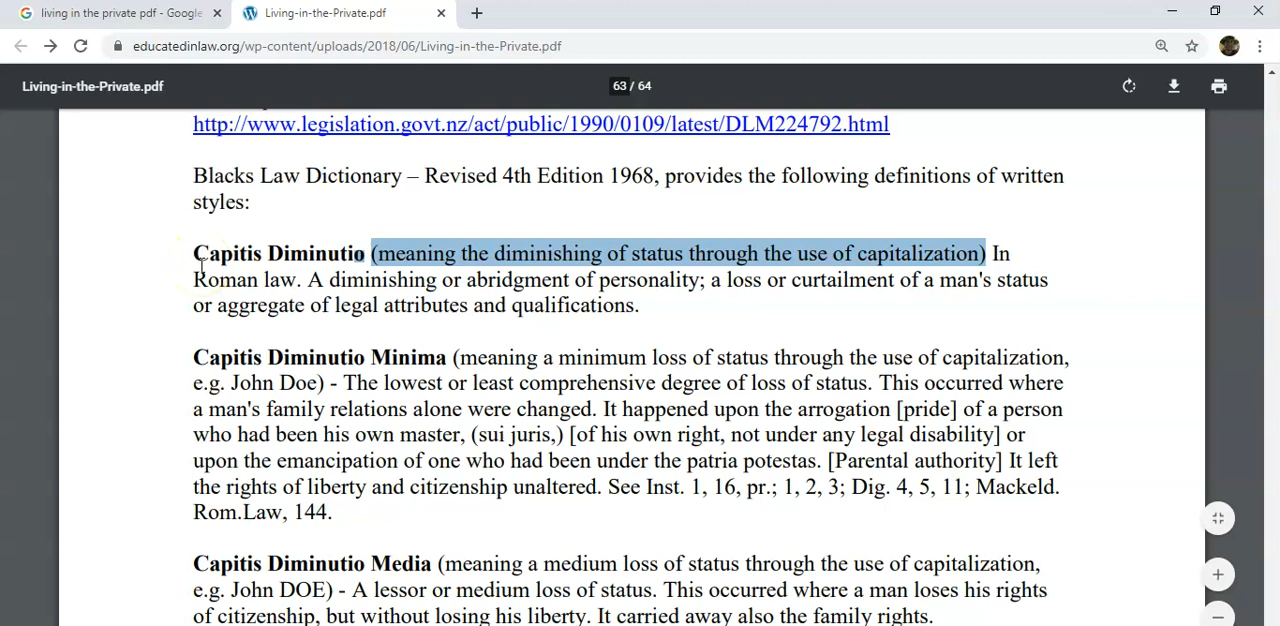 living in the private pdf - Google
Living-in-the-Private.pdf
educatedinlaw.org/wp-content/uploads/2018/06/Living-in-the-Private.pdf
Living-in-the-Private.pdf
63 / 64
http://www.legislation.govt.nz/act/public/1990/0109/latest/DLM224792.html
Blacks Law Dictionary – Revised 4th Edition 1968, provides the following definitions of written
styles:
Capitis Diminutio (meaning the diminishing of status through the use of capitalization) In
Roman law. A diminishing or abridgment of personality; a loss or curtailment of a man's status
or aggregate of legal attributes and qualifications.
Capitis Diminutio Minima (meaning a minimum loss of status through the use of capitalization,
e.g. John Doe) - The lowest or least comprehensive degree of loss of status. This occurred where
a man's family relations alone were changed. It happened upon the arrogation [pride] of a person
who had been his own master, (sui juris,) [of his own right, not under any legal disability] or
upon the emancipation of one who had been under the patria potestas. [Parental authority] It left
the rights of liberty and citizenship unaltered. See Inst. 1, 16, pr.; 1, 2, 3; Dig. 4, 5, 11; Mackeld.
Rom.Law, 144.
Capitis Diminutio Media (meaning a medium loss of status through the use of capitalization,
e.g. John DOE) - A lessor or medium loss of status. This occurred where a man loses his rights
of citizenship, but without losing his liberty. It carried away also the family rights.